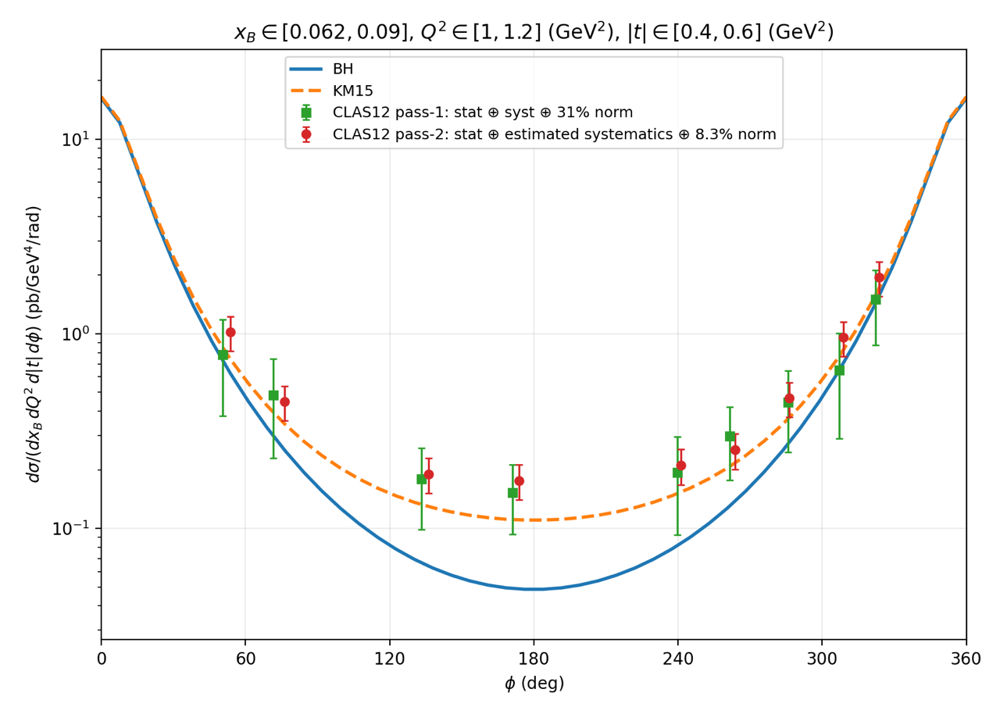 x_B ∈ [0.062, 0.09], Q² ∈ [1, 1.2] (GeV²), |t| ∈ [0.4, 0.6] (GeV²)
BH
KM15
CLAS12 pass-1: stat ⊕ syst ⊕ 31% norm
CLAS12 pass-2: stat ⊕ estimated systematics ⊕ 8.3% norm
dσ/(dx_B dQ² d|t| dϕ) (pb/GeV⁴/rad)
10¹
10⁰
10⁻¹
0 60 120 180 240 300 360
ϕ (deg)